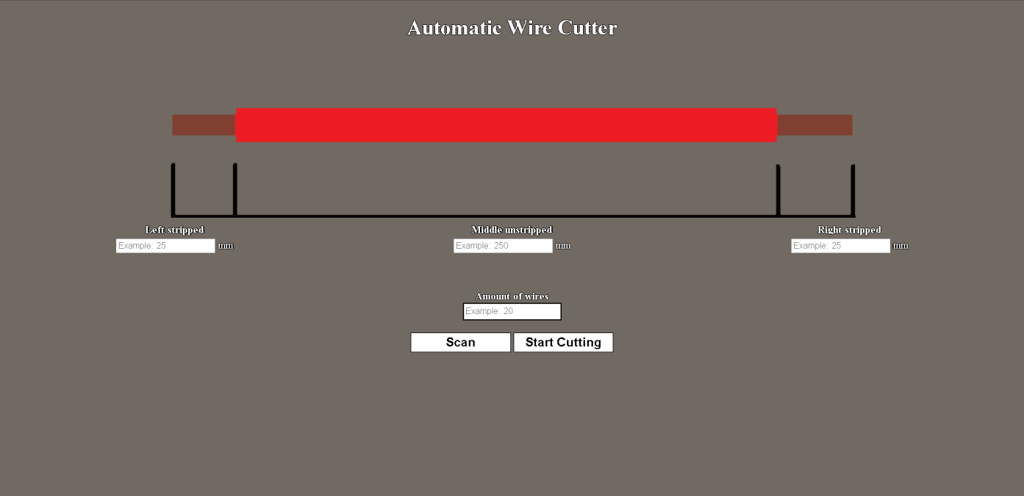 Automatic Wire Cutter
Left stripped
Example: 25 mm
Middle unstripped
Example: 250 mm
Right stripped
Example: 25 mm
Amount of wires
Example: 20
Scan Start Cutting